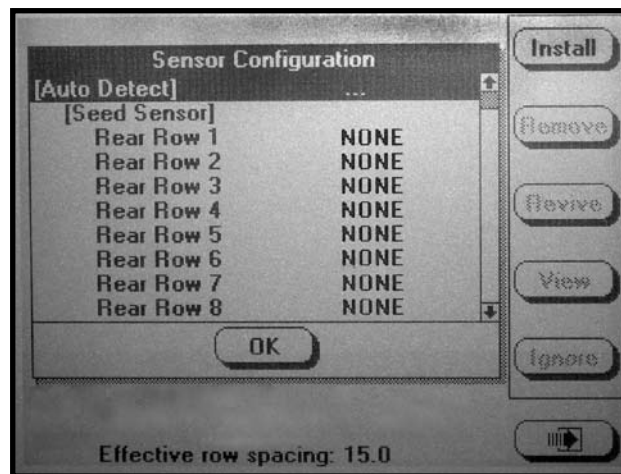 Sensor Configuration
[Auto Detect] ...
[Seed Sensor]
Rear Row 1 NONE
Rear Row 2 NONE
Rear Row 3 NONE
Rear Row 4 NONE
Rear Row 5 NONE
Rear Row 6 NONE
Rear Row 7 NONE
Rear Row 8 NONE
OK
Effective row spacing: 15.0
Install
Remove
Revive
View
Ignore